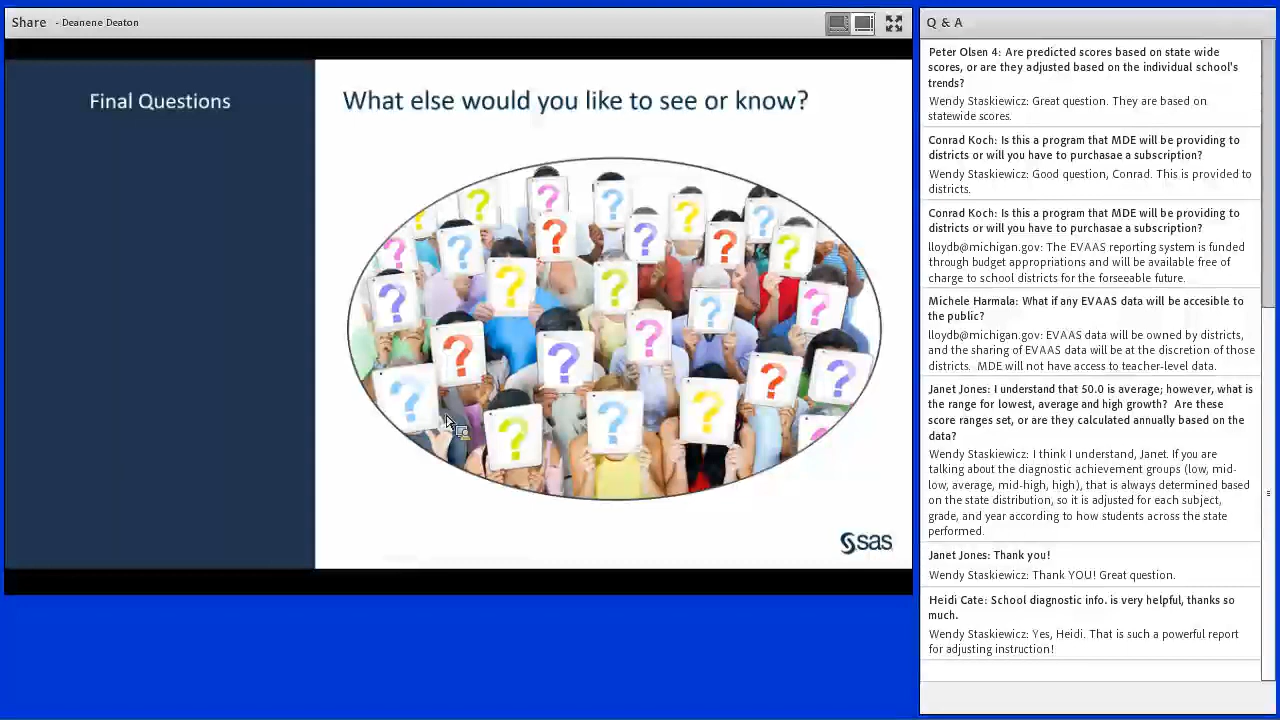 Share - Deanene Deaton
Final Questions
What else would you like to see or know?
sas
Q & A
Peter Olsen 4: Are predicted scores based on state wide
scores, or are they adjusted based on the individual school's
trends?
Wendy Staskiewicz: Great question. They are based on
statewide scores.
Conrad Koch: Is this a program that MDE will be providing to
districts or will you have to purchasae a subscription?
Wendy Staskiewicz: Good question, Conrad. This is provided to
districts.
Conrad Koch: Is this a program that MDE will be providing to
districts or will you have to purchasae a subscription?
lloydb@michigan.gov: The EVAAS reporting system is funded
through budget appropriations and will be available free of
charge to school districts for the forseeable future.
Michele Harmala: What if any EVAAS data will be accesible to
the public?
lloydb@michigan.gov: EVAAS data will be owned by districts,
and the sharing of EVAAS data will be at the discretion of those
districts. MDE will not have access to teacher-level data.
Janet Jones: I understand that 50.0 is average; however, what is
the range for lowest, average and high growth? Are these
score ranges set, or are they calculated annually based on the
data?
Wendy Staskiewicz: I think I understand, Janet. If you are
talking about the diagnostic achievement groups (low, mid-
low, average, mid-high, high), that is always determined based
on the state distribution, so it is adjusted for each subject,
grade, and year according to how students across the state
performed.
Janet Jones: Thank you!
Wendy Staskiewicz: Thank YOU! Great question.
Heidi Cate: School diagnostic info. is very helpful, thanks so
much.
Wendy Staskiewicz: Yes, Heidi. That is such a powerful report
for adjusting instruction!